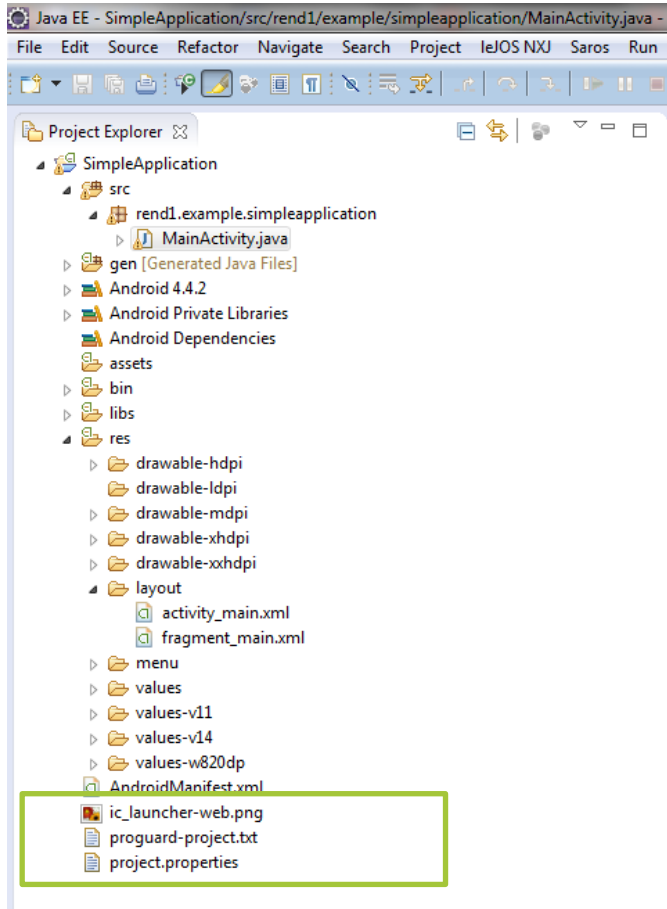 Java EE - SimpleApplication/src/rend1/example/simpleapplication/MainActivity.java -
File Edit Source Refactor Navigate Search Project leJOS NXJ Saros Run
Project Explorer
SimpleApplication
src
rend1.example.simpleapplication
MainActivity.java
gen [Generated Java Files]
Android 4.4.2
Android Private Libraries
Android Dependencies
assets
bin
libs
res
drawable-hdpi
drawable-ldpi
drawable-mdpi
drawable-xhdpi
drawable-xxhdpi
layout
activity_main.xml
fragment_main.xml
menu
values
values-v11
values-v14
values-w820dp
AndroidManifest.xml
ic_launcher-web.png
proguard-project.txt
project.properties